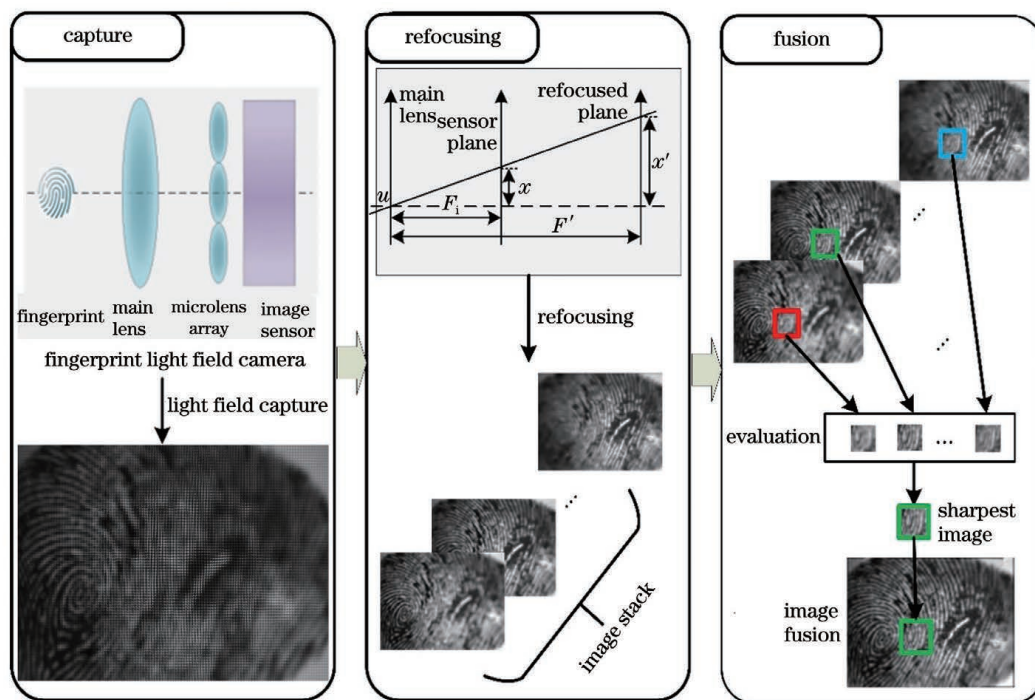 capture
fingerprint
main
lens
microlens
array
image
sensor
fingerprint light field camera
light field capture
refocusing
main
lens
sensor
plane
refocused
plane
u
x
x′
F_i
F′
refocusing
...
image stack
fusion
...
...
evaluation
...
sharpest
image
image
fusion